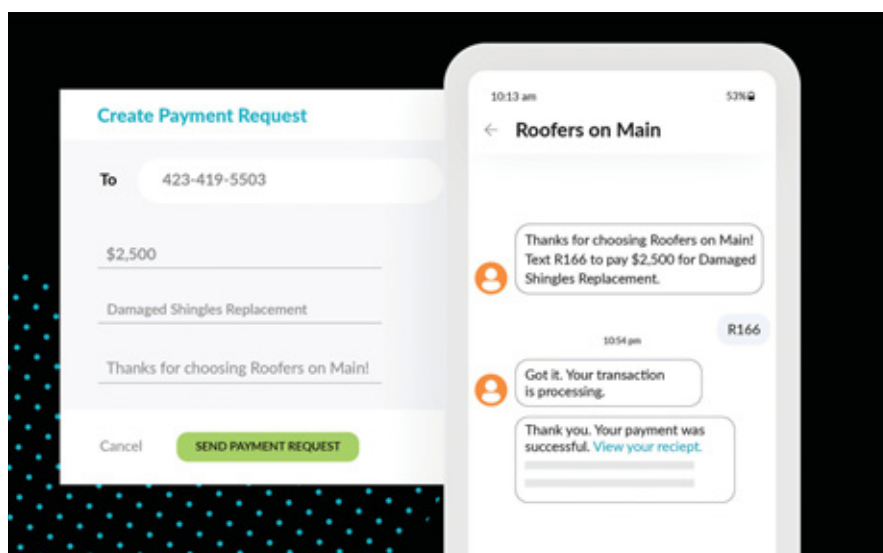 Create Payment Request
To 423-419-5503
$2,500
Damaged Shingles Replacement
Thanks for choosing Roofers on Main!
Cancel SEND PAYMENT REQUEST
10:13 am 53%
Roofers on Main
Thanks for choosing Roofers on Main!
Text R166 to pay $2,500 for Damaged
Shingles Replacement.
R166
10:54 pm
Got it. Your transaction
is processing.
Thank you. Your payment was
successful. View your reciept.